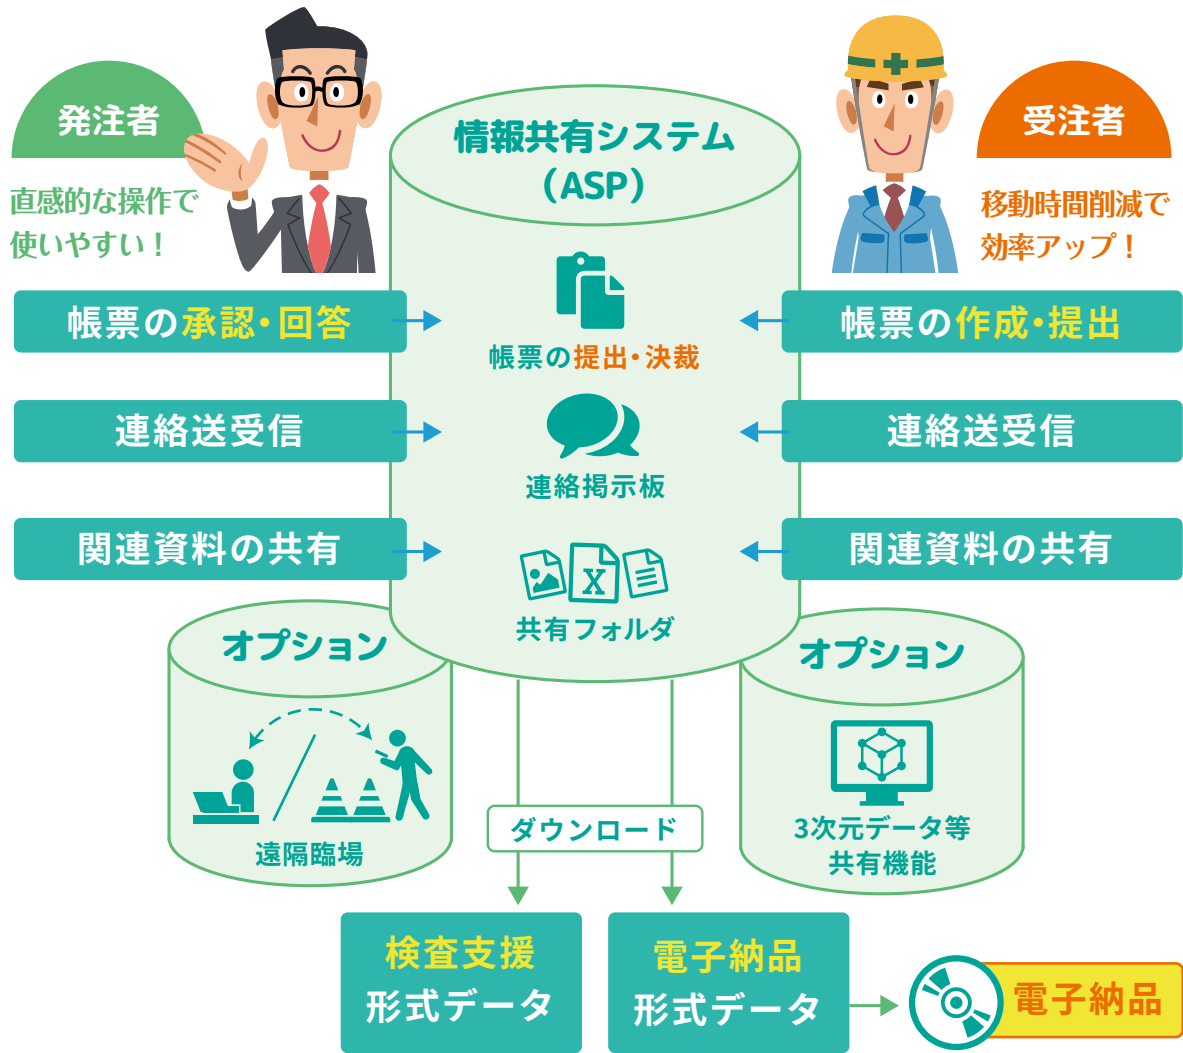 発注者
直感的な操作で
使いやすい！
受注者
移動時間削減で
効率アップ！
情報共有システム
（ASP）
帳票の承認・回答
帳票の提出・決裁
帳票の作成・提出
連絡送受信
連絡掲示板
連絡送受信
関連資料の共有
X
共有フォルダ
関連資料の共有
オプション
遠隔臨場
オプション
3次元データ等
共有機能
ダウンロード
検査支援
形式データ
電子納品
形式データ
電子納品